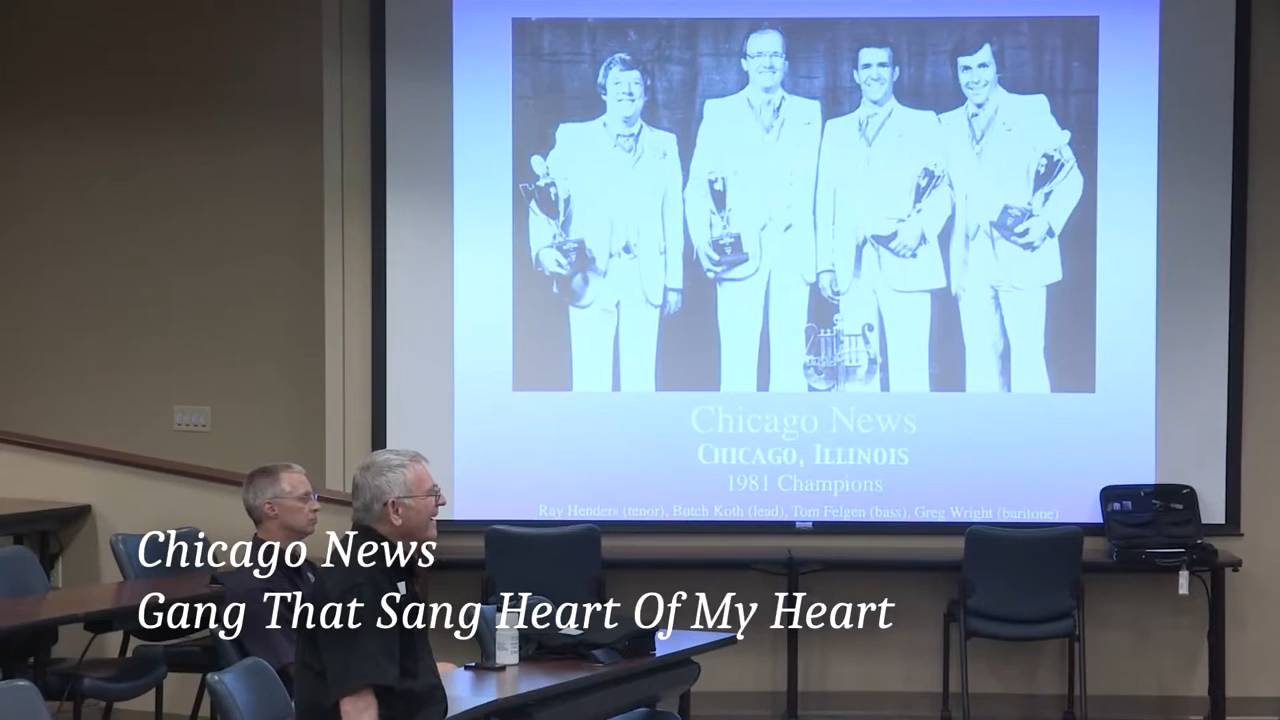 Chicago News
CHICAGO, ILLINOIS
1981 Champions
Ray Henders (tenor), Butch Koth (lead), Tom Felgen (bass), Greg Wright (baritone)
Chicago News
Gang That Sang Heart Of My Heart